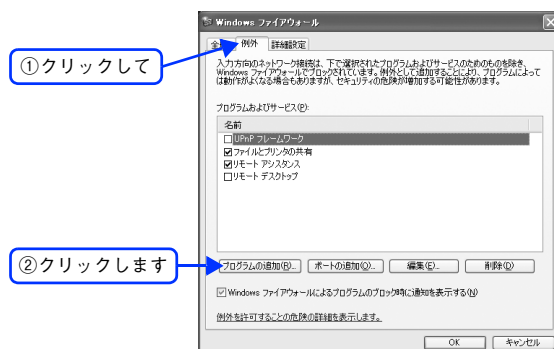 Windows ファイアウォール
例外
詳細設定
①クリックして
入力方向のネットワーク接続は、下で選択されたプログラムおよびサービスのためのものを除き、
Windows ファイアウォールでブロックされています。例外として追加することにより、プログラムによって
は動作がよくなる場合もありますが、セキュリティの危険が増加する可能性があります。
プログラムおよびサービス(P):
名前
UPnP フレームワーク
ファイルとプリンタの共有
リモート アシスタンス
リモート デスクトップ
②クリックします
プログラムの追加(R)...
ポートの追加(O)...
編集(E)...
削除(D)
Windows ファイアウォールによるプログラムのブロック時に通知を表示する(N)
例外を許可することの危険の詳細を表示します。
OK
キャンセル